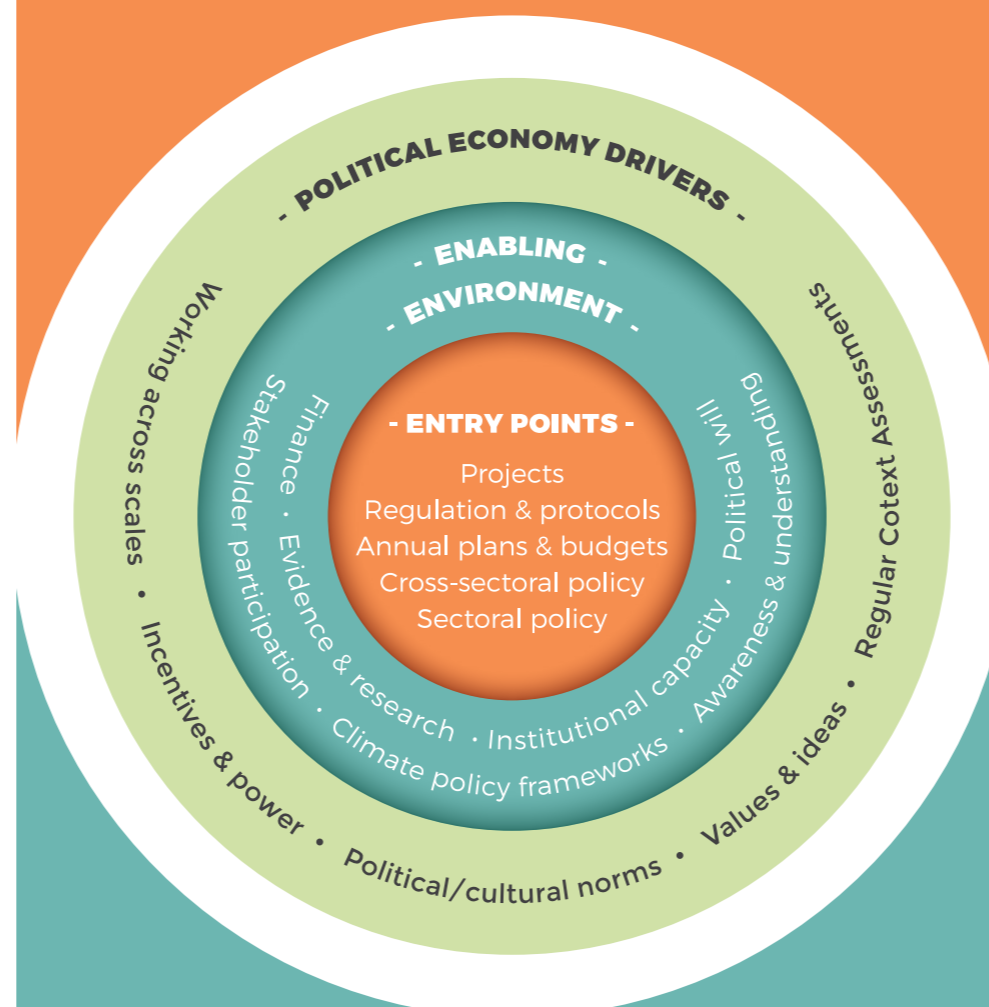 - POLITICAL ECONOMY DRIVERS -
Working across scales • Incentives & power • Political/cultural norms • Values & ideas • Regular Cotext Assessments
- ENABLING -
- ENVIRONMENT -
Stakeholder participation · Climate policy frameworks · Awareness & understanding
Finance · Evidence & research · Institutional capacity · Political will
- ENTRY POINTS -
Projects
Regulation & protocols
Annual plans & budgets
Cross-sectoral policy
Sectoral policy